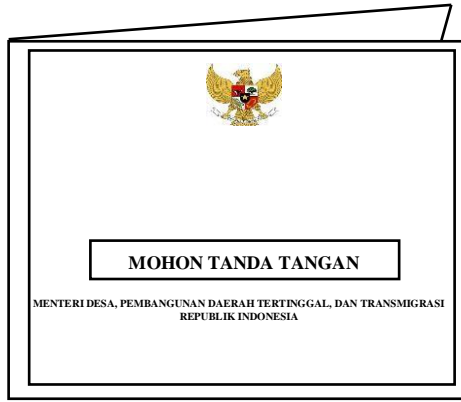 MOHON TANDA TANGAN
MENTERI DESA, PEMBANGUNAN DAERAH TERTINGGAL, DAN TRANSMIGRASI
REPUBLIK INDONESIA